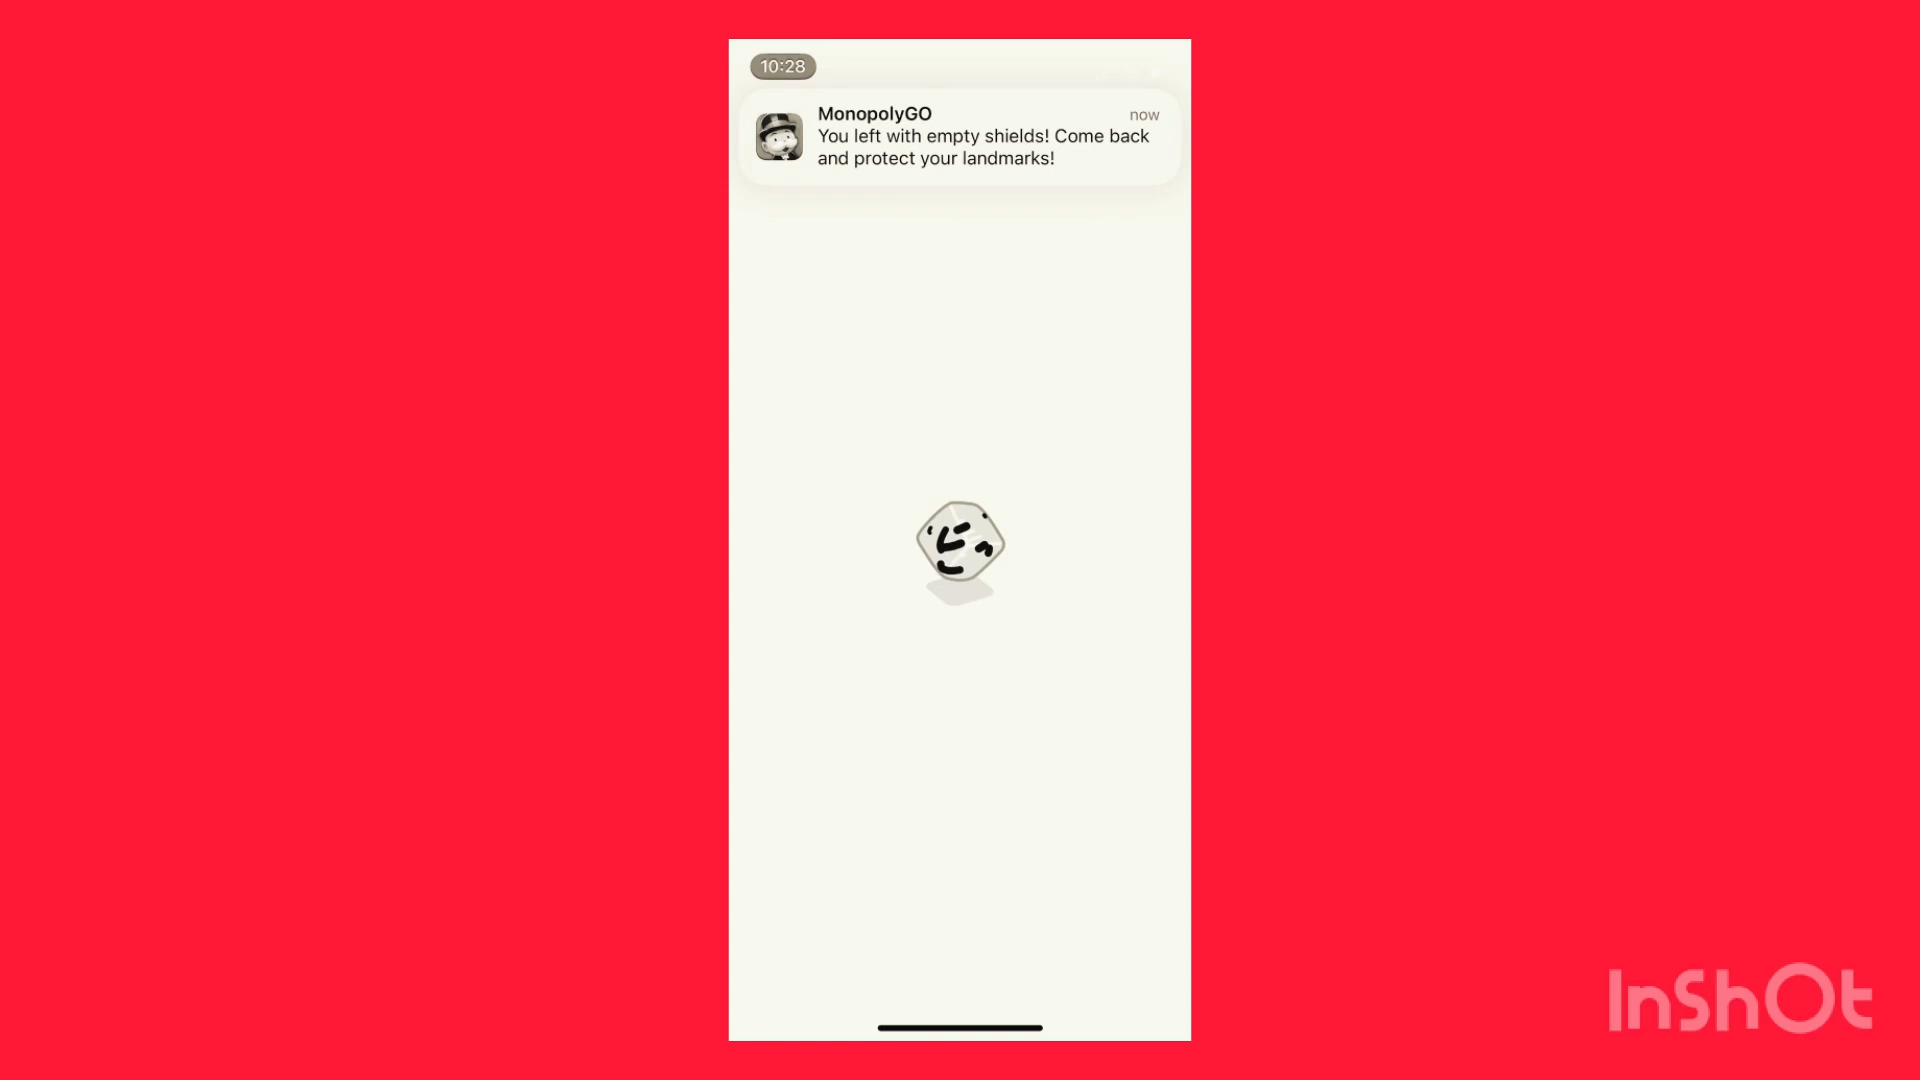 10:28
MonopolyGO
now
You left with empty shields! Come back
and protect your landmarks!
InShOt